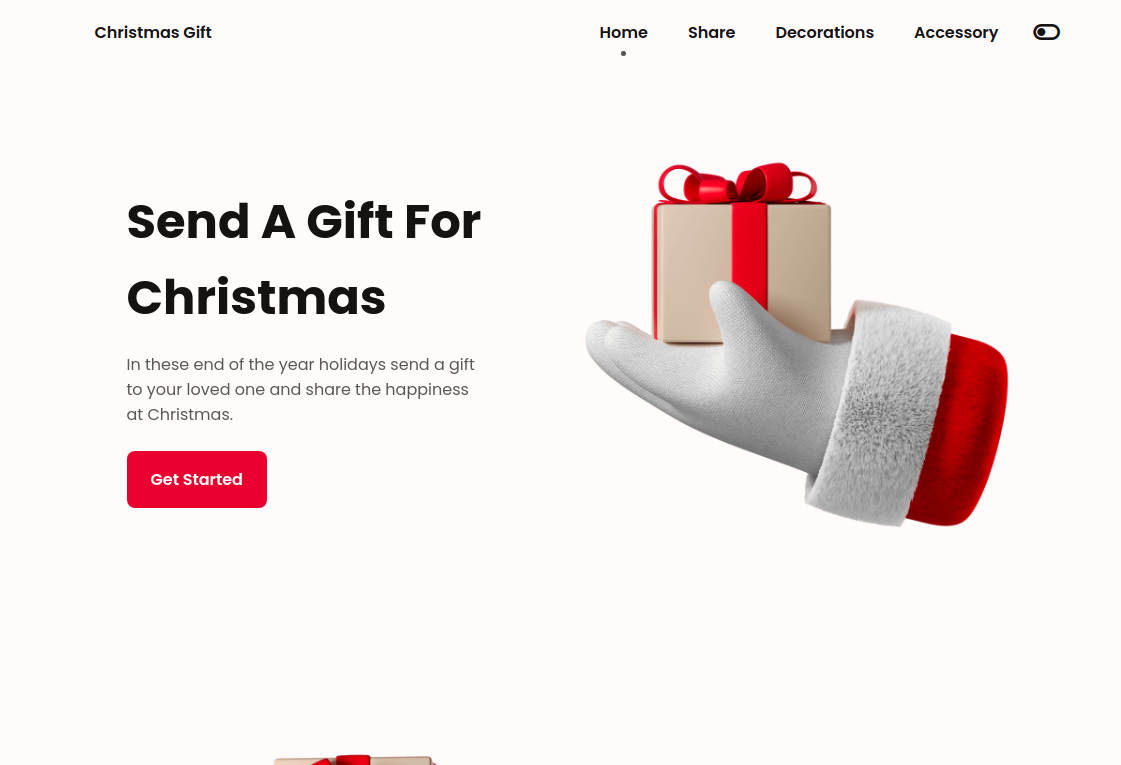 Christmas Gift
Home Share Decorations Accessory
Send A Gift For
Christmas
In these end of the year holidays send a gift
to your loved one and share the happiness
at Christmas.
Get Started